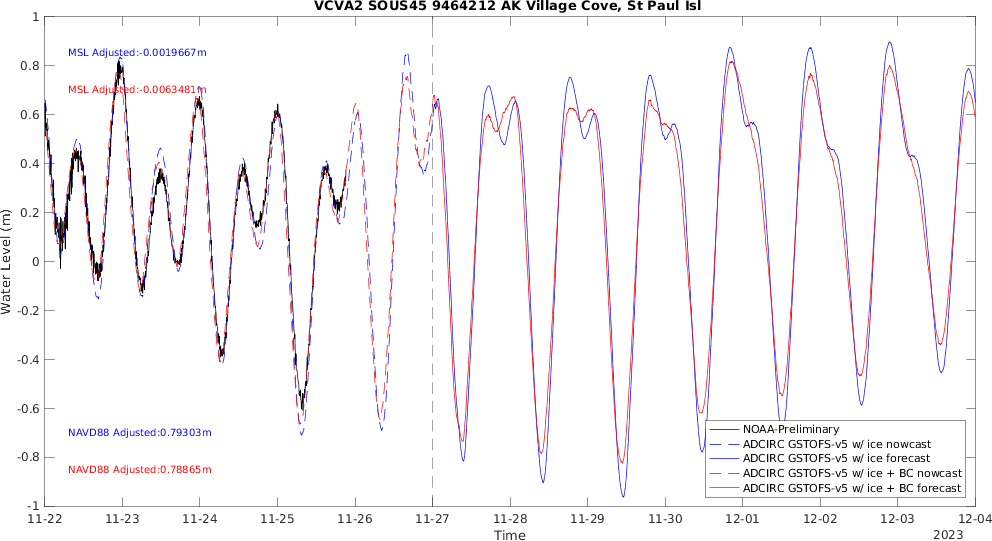 VCVA2 SOUS45 9464212 AK Village Cove, St Paul Isl
MSL Adjusted:-0.0019667m
MSL Adjusted:-0.0063481m
NAVD88 Adjusted:0.79303m
NAVD88 Adjusted:0.78865m
Water Level (m)
1
0.8
0.6
0.4
0.2
0
-0.2
-0.4
-0.6
-0.8
-1
NOAA-Preliminary
ADCIRC GSTOFS-v5 w/ ice nowcast
ADCIRC GSTOFS-v5 w/ ice forecast
ADCIRC GSTOFS-v5 w/ ice + BC nowcast
ADCIRC GSTOFS-v5 w/ ice + BC forecast
11-22 11-23 11-24 11-25 11-26 11-27 11-28 11-29 11-30 12-01 12-02 12-03 12-04
Time
2023